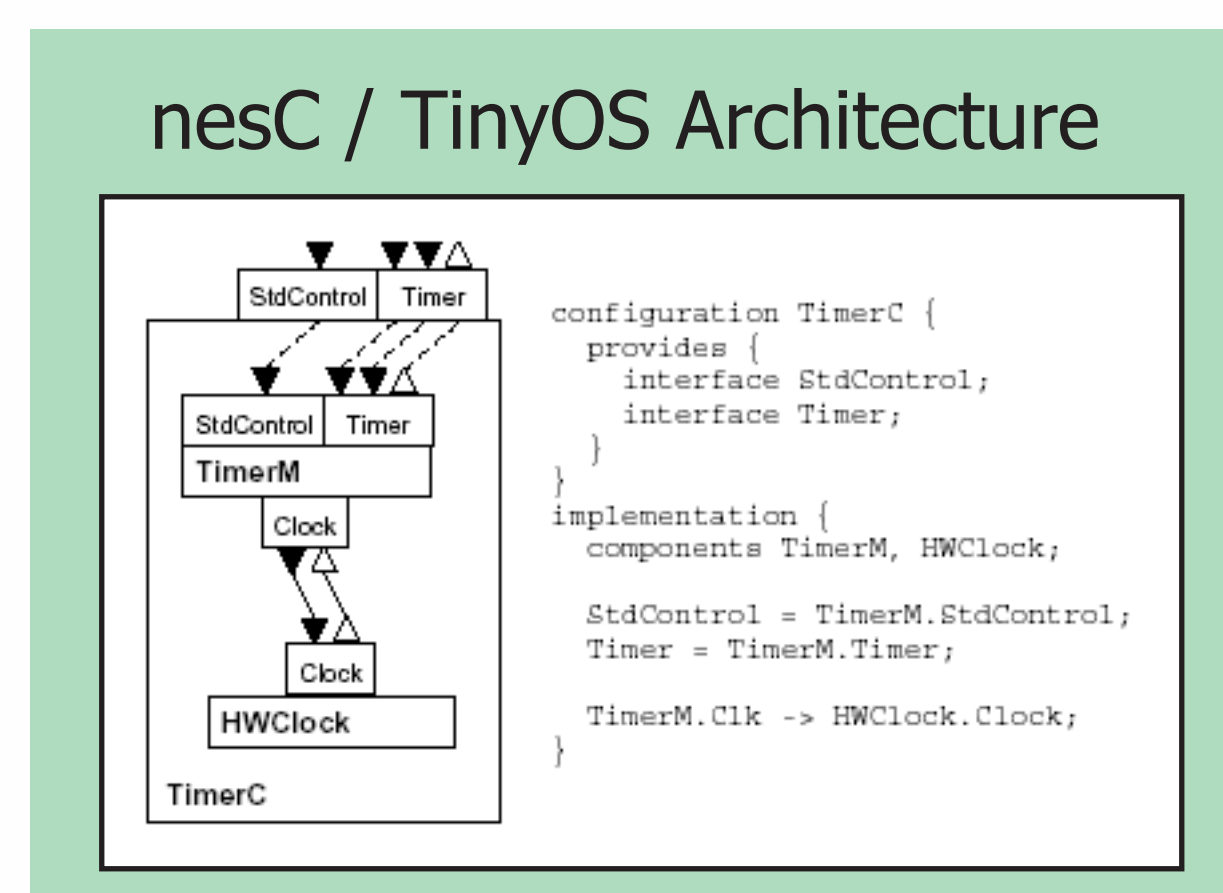 nesC / TinyOS Architecture
StdControl Timer
StdControl Timer
TimerM
Clock
Clock
HWClock
TimerC
configuration TimerC {
provides {
interface StdControl;
interface Timer;
}
}
implementation {
components TimerM, HWClock;
StdControl = TimerM.StdControl;
Timer = TimerM.Timer;
TimerM.Clk -> HWClock.Clock;
}